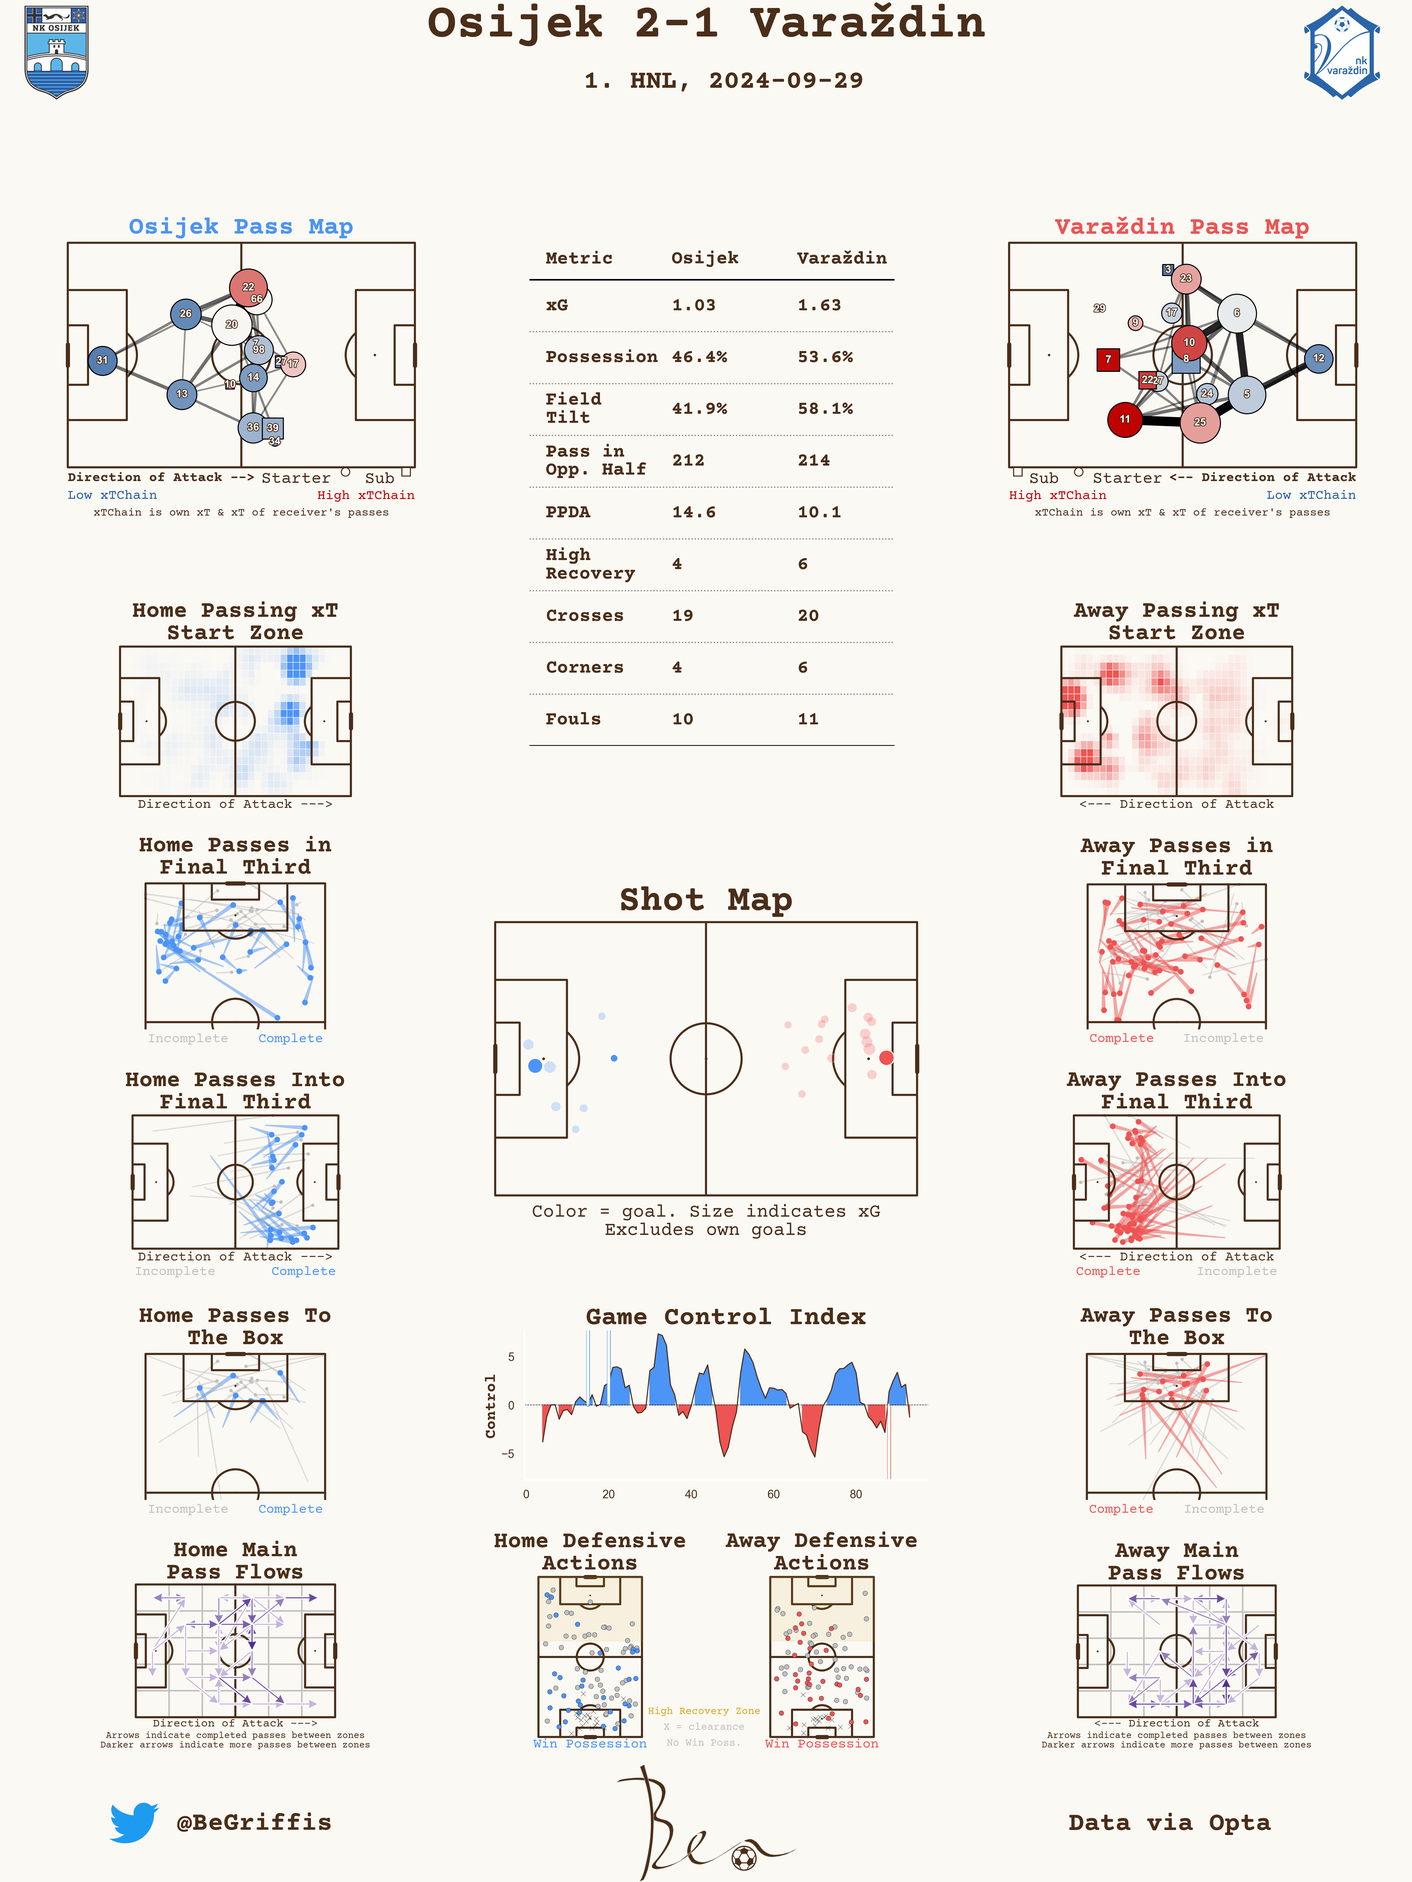 Osijek 2-1 Varaždin
1. HNL, 2024-09-29
NK OSIJEK
nk
varaždin
Osijek Pass Map
22
66
26
20
7
98
31
27
17
14
10
13
36
39
34
Direction of Attack --> Starter Sub
Low xTChain High xTChain
xTChain is own xT & xT of receiver's passes
Metric Osijek Varaždin
xG 1.03 1.63
Possession 46.4% 53.6%
Field
Tilt 41.9% 58.1%
Pass in
Opp. Half 212 214
PPDA 14.6 10.1
High
Recovery 4 6
Crosses 19 20
Corners 4 6
Fouls 10 11
Varaždin Pass Map
3
23
29
17
6
9
10
7
8
12
22
27
24
5
11
25
Sub Starter <-- Direction of Attack
High xTChain Low xTChain
xTChain is own xT & xT of receiver's passes
Home Passing xT
Start Zone
Direction of Attack --->
Away Passing xT
Start Zone
<--- Direction of Attack
Home Passes in
Final Third
Incomplete Complete
Away Passes in
Final Third
Complete Incomplete
Shot Map
Color = goal. Size indicates xG
Excludes own goals
Home Passes Into
Final Third
Direction of Attack --->
Incomplete Complete
Away Passes Into
Final Third
<--- Direction of Attack
Complete Incomplete
Home Passes To
The Box
Incomplete Complete
Game Control Index
Control
5
0
−5
0 20 40 60 80
Away Passes To
The Box
Complete Incomplete
Home Main
Pass Flows
Direction of Attack --->
Arrows indicate completed passes between zones
Darker arrows indicate more passes between zones
Home Defensive
Actions
Win Possession
High Recovery Zone
X = clearance
No Win Poss.
Away Defensive
Actions
Win Possession
Away Main
Pass Flows
<--- Direction of Attack
Arrows indicate completed passes between zones
Darker arrows indicate more passes between zones
@BeGriffis
Ben
Data via Opta